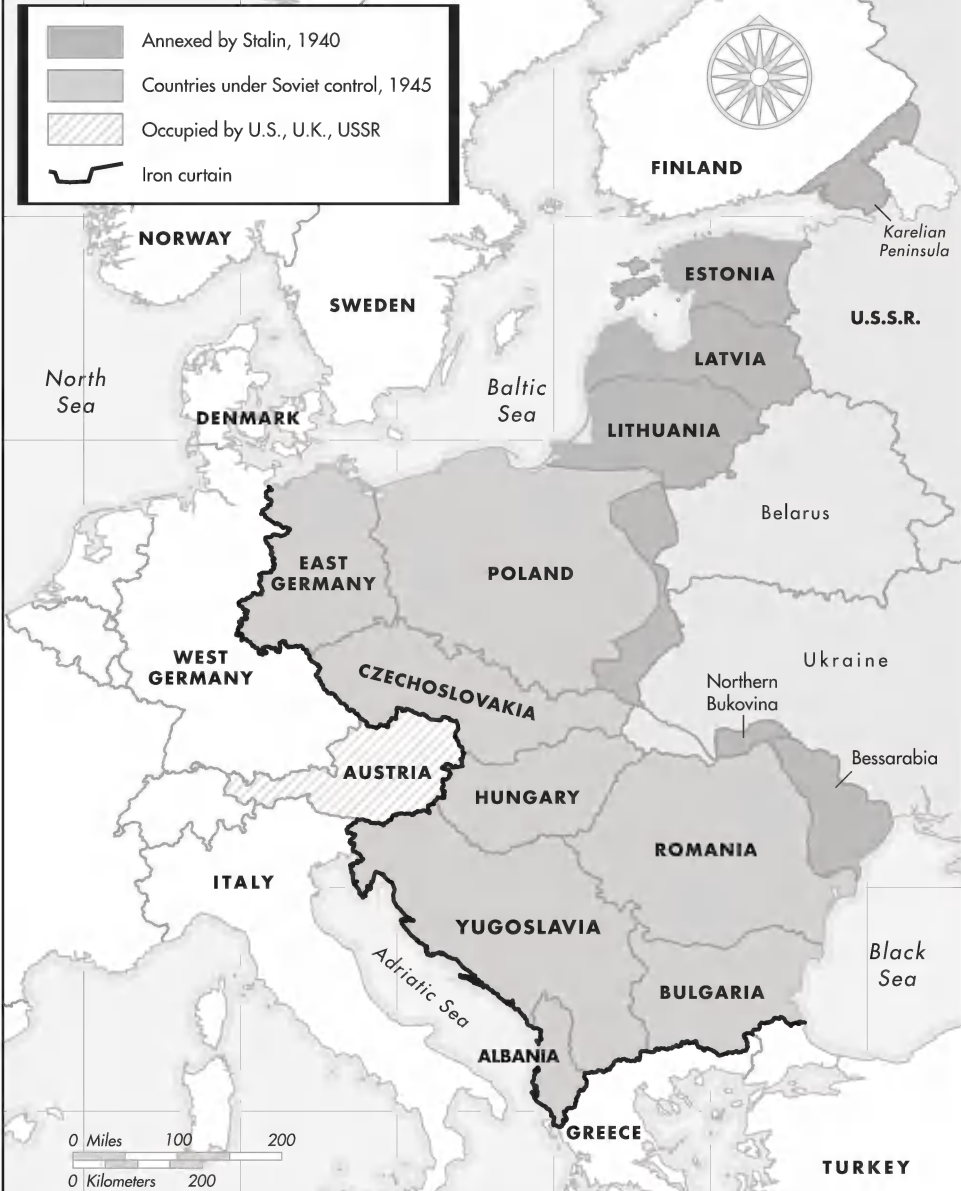 Annexed by Stalin, 1940
Countries under Soviet control, 1945
Occupied by U.S., U.K., USSR
Iron curtain
FINLAND
NORWAY
Karelian
Peninsula
ESTONIA
SWEDEN
U.S.S.R.
LATVIA
North
Sea
Baltic
Sea
DENMARK
LITHUANIA
Belarus
EAST
GERMANY
POLAND
WEST
GERMANY
Ukraine
CZECHOSLOVAKIA
Northern
Bukovina
Bessarabia
AUSTRIA
HUNGARY
ROMANIA
ITALY
YUGOSLAVIA
Black
Sea
Adriatic Sea
BULGARIA
ALBANIA
GREECE
0 Miles 100 200
0 Kilometers 200
TURKEY